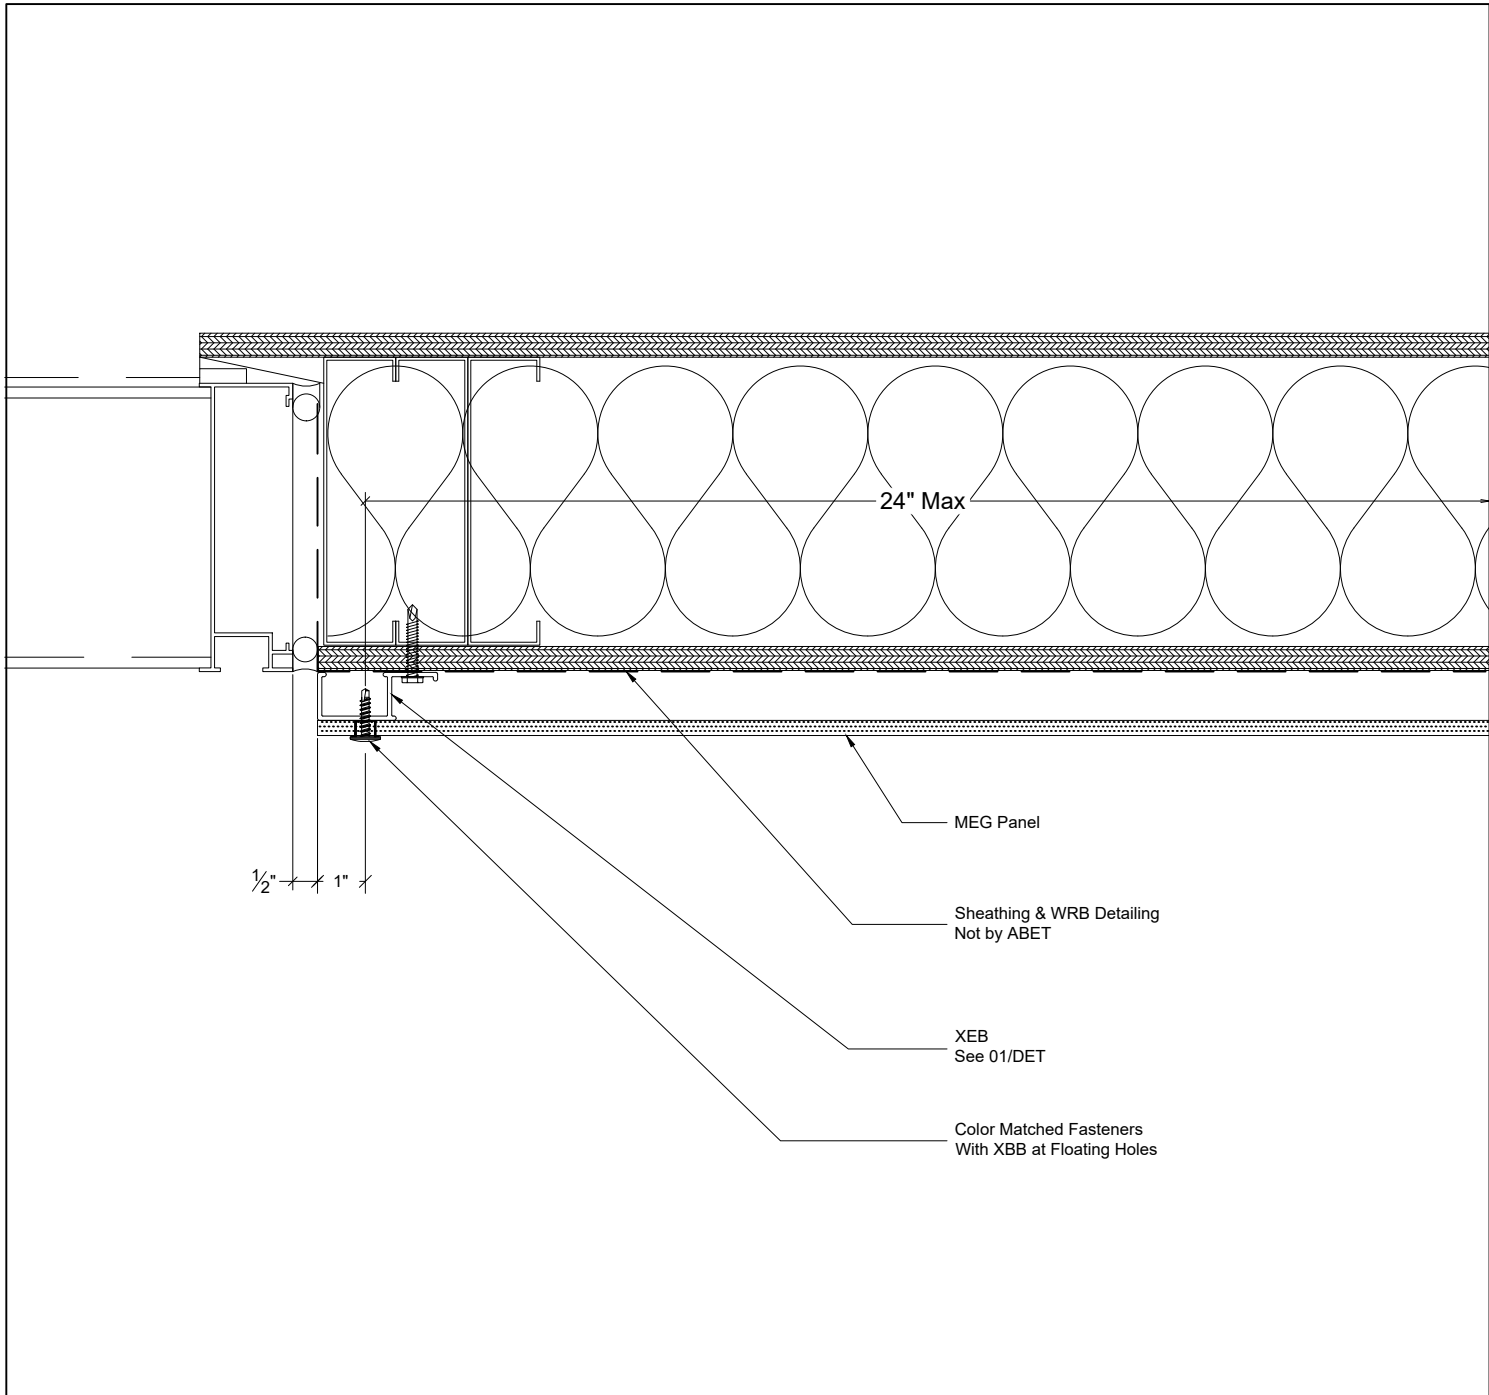 24" Max
MEG Panel
1/2"
1"
Sheathing & WRB Detailing
Not by ABET
XEB
See 01/DET
Color Matched Fasteners
With XBB at Floating Holes